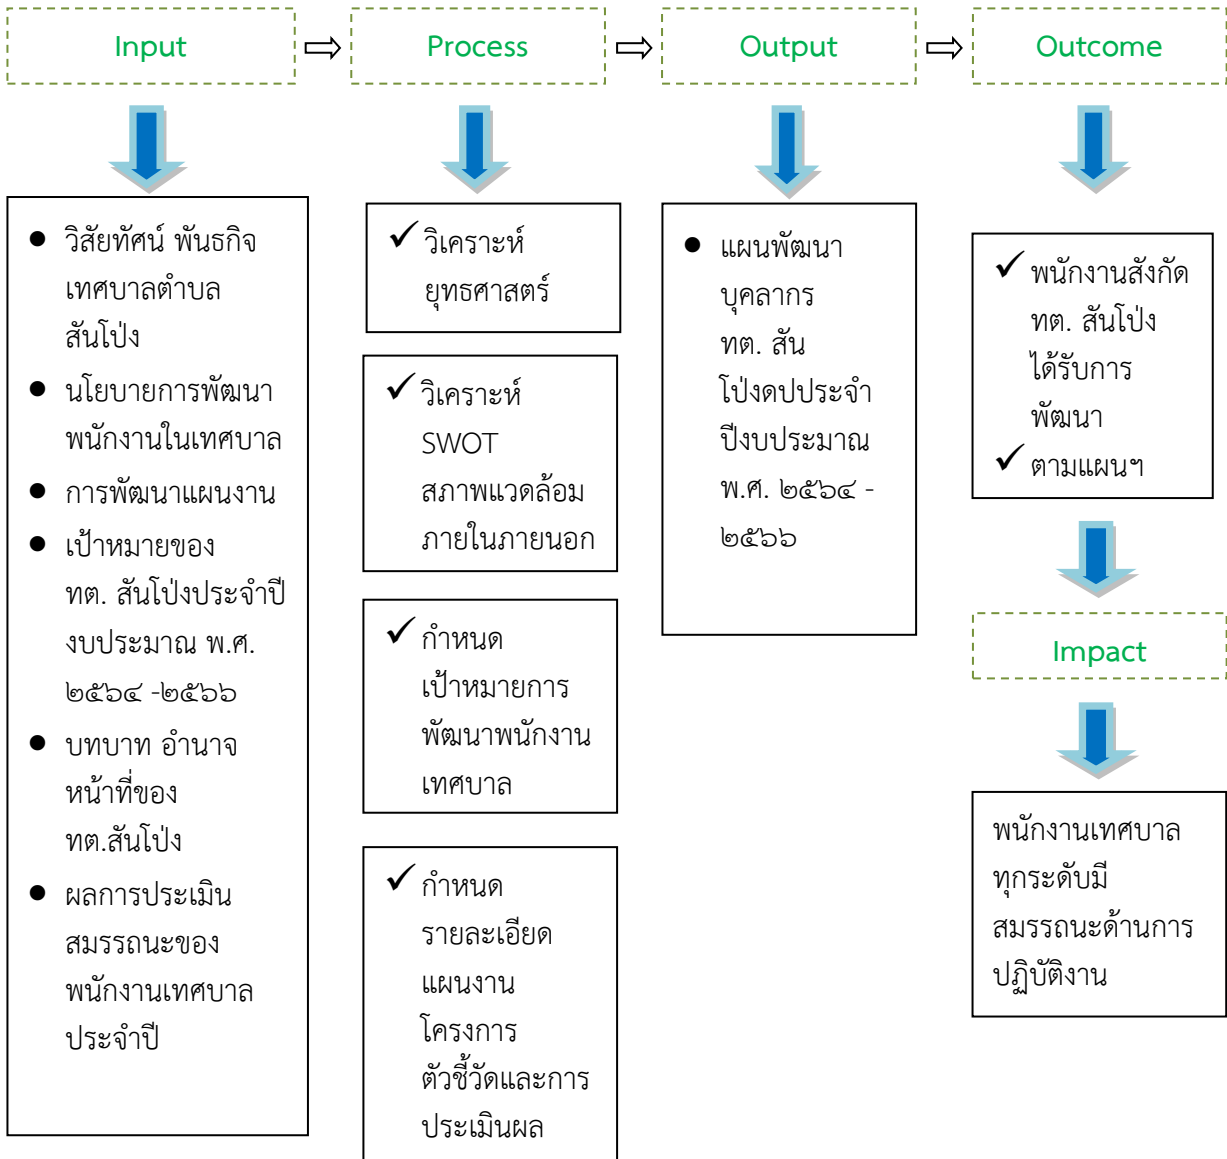 Input
Process
Output
Outcome
วิสัยทัศน์ พันธกิจ
เทศบาลตำบล
สันโป่ง
นโยบายการพัฒนา
พนักงานในเทศบาล
การพัฒนาแผนงาน
เป้าหมายของ
ทต. สันโป่งประจำปี
งบประมาณ พ.ศ.
๒๕๖๔ -๒๕๖๖
บทบาท อำนาจ
หน้าที่ของ
ทต.สันโป่ง
ผลการประเมิน
สมรรถนะของ
พนักงานเทศบาล
ประจำปี
วิเคราะห์
ยุทธศาสตร์
วิเคราะห์
SWOT
สภาพแวดล้อม
ภายในภายนอก
กำหนด
เป้าหมายการ
พัฒนาพนักงาน
เทศบาล
กำหนด
รายละเอียด
แผนงาน
โครงการ
ตัวชี้วัดและการ
ประเมินผล
แผนพัฒนา
บุคลากร
ทต. สัน
โป่งดปประจำ
ปีงบประมาณ
พ.ศ. ๒๕๖๔ -
๒๕๖๖
พนักงานสังกัด
ทต. สันโป่ง
ได้รับการ
พัฒนา
ตามแผนฯ
Impact
พนักงานเทศบาล
ทุกระดับมี
สมรรถนะด้านการ
ปฏิบัติงาน